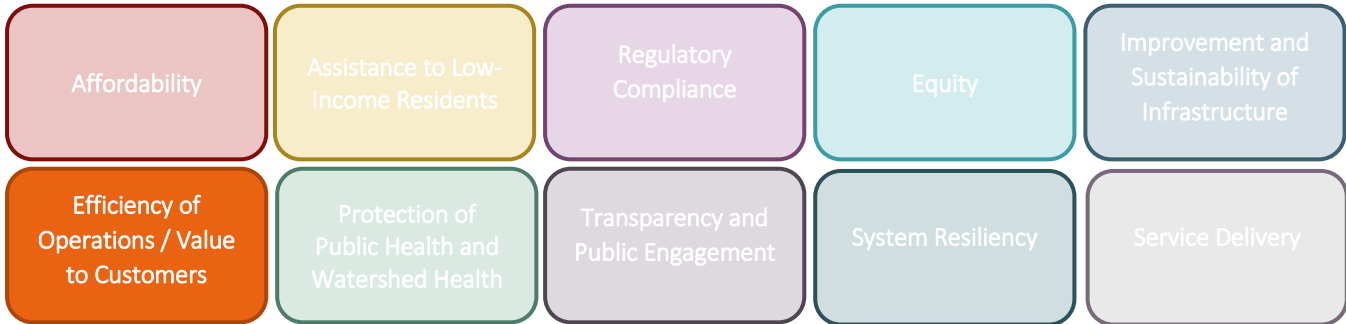 Affordability
Assistance to Low-
Income Residents
Regulatory
Compliance
Equity
Improvement and
Sustainability of
Infrastructure
Efficiency of
Operations / Value
to Customers
Protection of
Public Health and
Watershed Health
Transparency and
Public Engagement
System Resiliency
Service Delivery